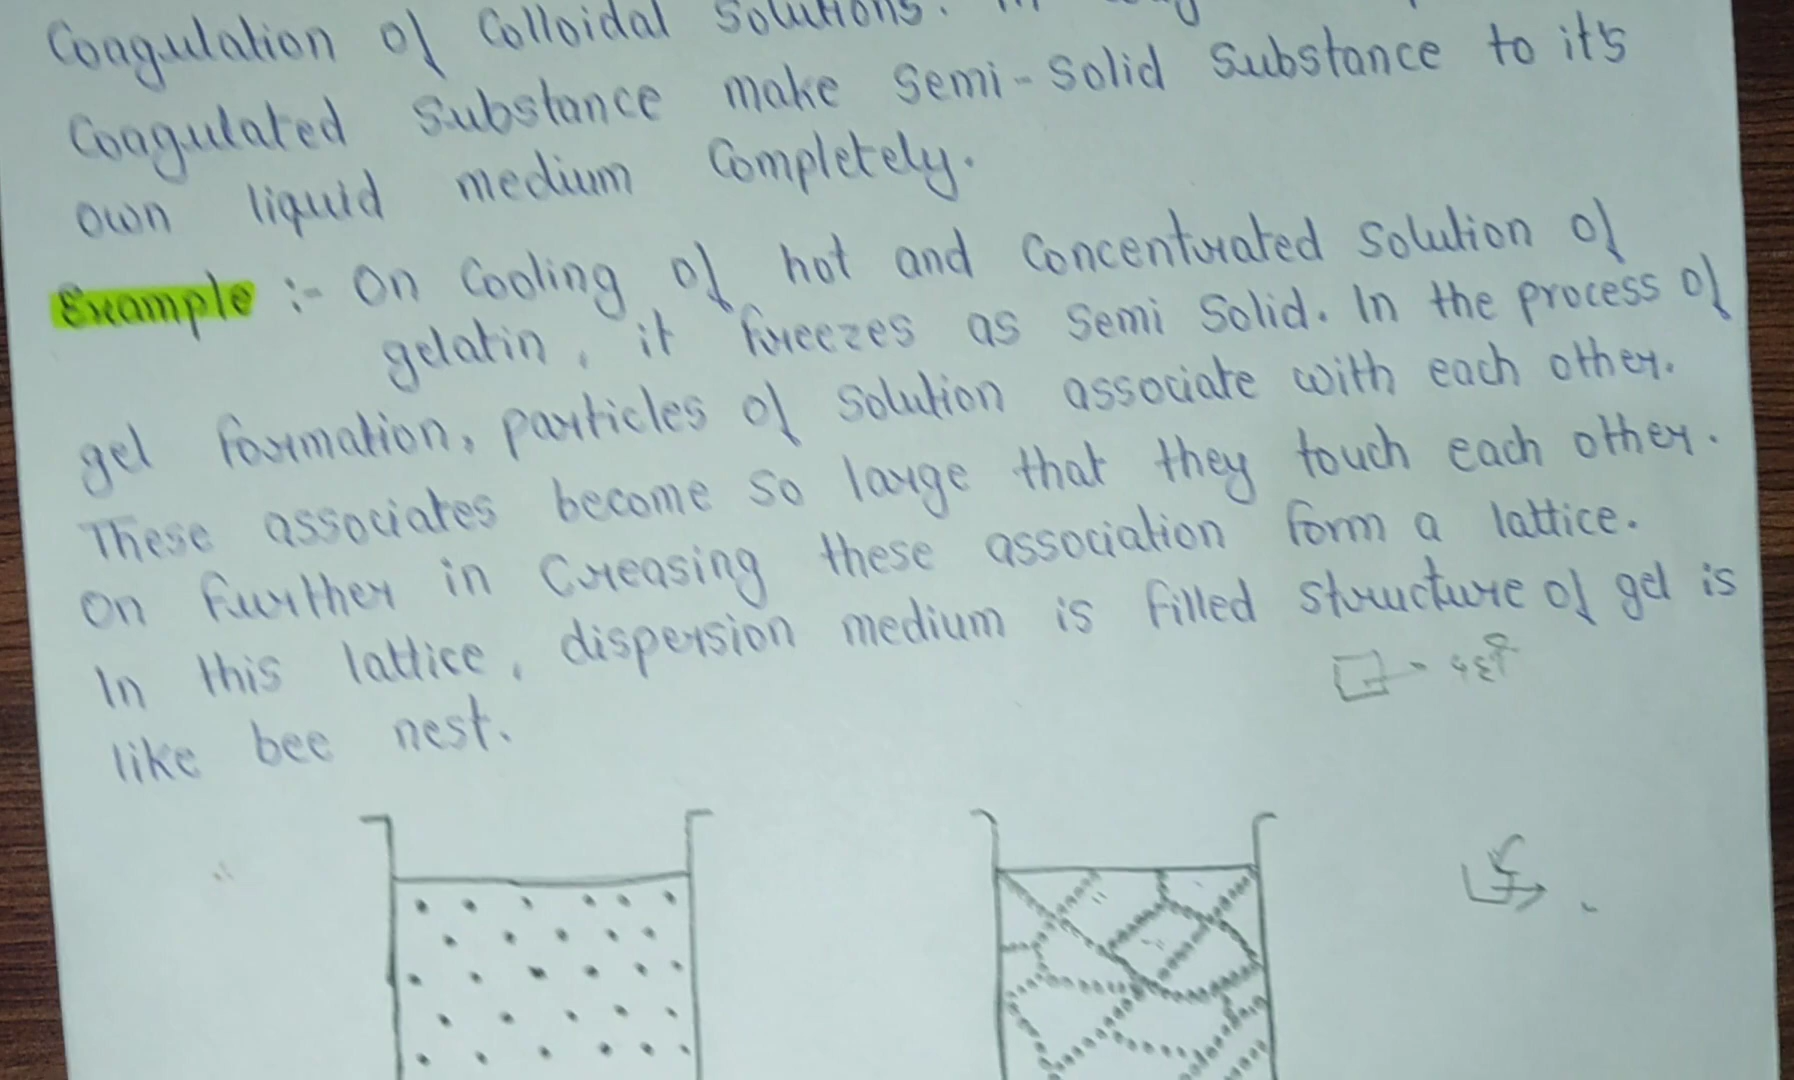 Coagulation of Colloidal Solutions.
Coagulated Substance make Semi-Solid Substance to it's
own liquid medium Completely.
Example :- On Cooling of hot and Concentrated Solution of
gelatin, it freezes as Semi Solid. In the process of
gel formation, particles of solution associate with each other.
These associates become so large that they touch each other.
On further in Creasing these association form a lattice.
In this lattice, dispersion medium is filled structure of gel is
like bee nest.